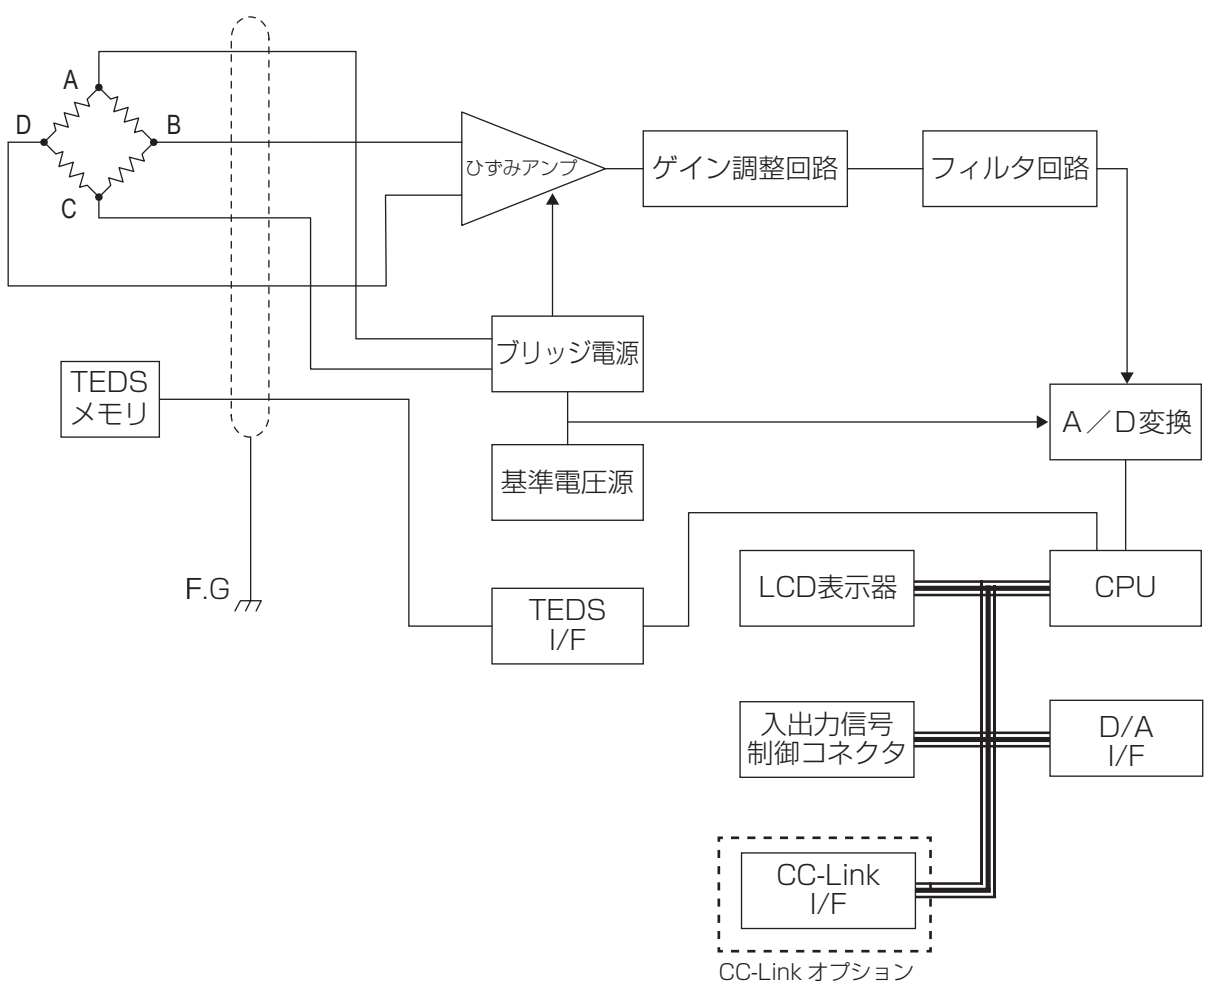 A
D
B
C
ひずみアンプ
ゲイン調整回路
フィルタ回路
ブリッジ電源
TEDS
メモリ
A／D変換
基準電圧源
F.G
TEDS
I/F
LCD表示器
CPU
入出力信号
制御コネクタ
D/A
I/F
CC-Link
I/F
CC-Link オプション